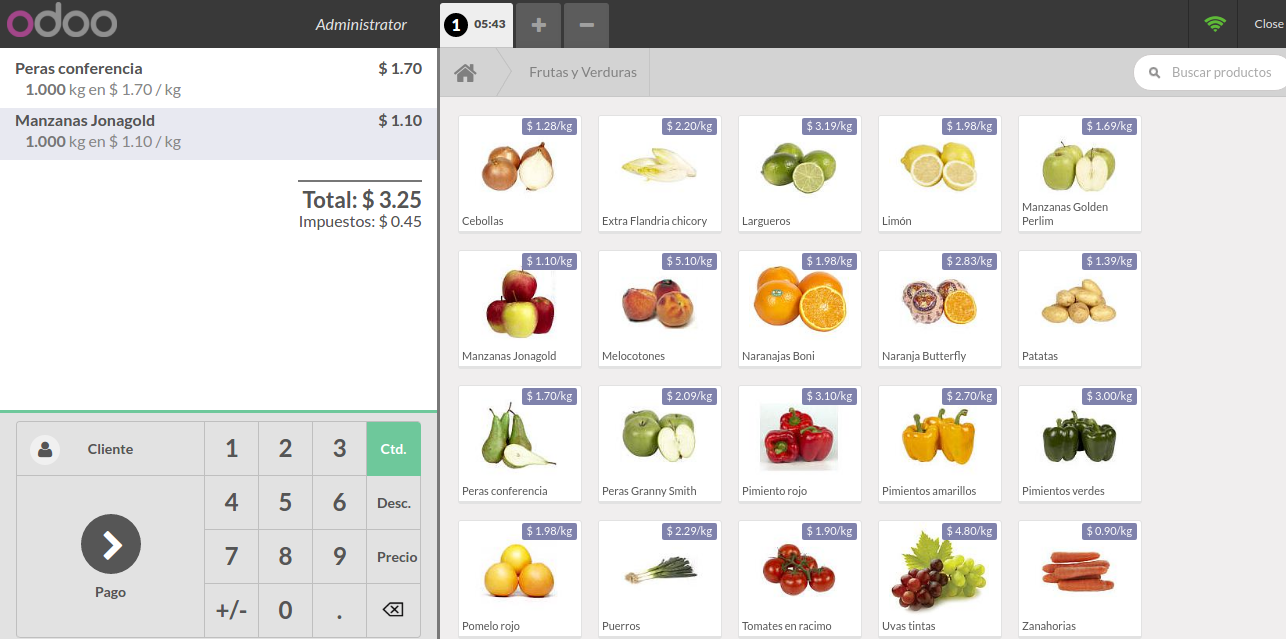 odoo
Administrator
1 05:43 + −
Close
Peras conferencia $ 1.70
1.000 kg en $ 1.70 / kg
Manzanas Jonagold $ 1.10
1.000 kg en $ 1.10 / kg
Total: $ 3.25
Impuestos: $ 0.45
Cliente
1 2 3 Ctd.
4 5 6 Desc.
7 8 9 Precio
+/- 0 .
Pago
Frutas y Verduras
Buscar productos
$ 1.28/kg
Cebollas
$ 2.20/kg
Extra Flandria chicory
$ 3.19/kg
Largueros
$ 1.98/kg
Limón
$ 1.69/kg
Manzanas Golden
Perlim
$ 1.10/kg
Manzanas Jonagold
$ 5.10/kg
Melocotones
$ 1.98/kg
Naranajas Boni
$ 2.83/kg
Naranja Butterfly
$ 1.39/kg
Patatas
$ 1.70/kg
Peras conferencia
$ 2.09/kg
Peras Granny Smith
$ 3.10/kg
Pimiento rojo
$ 2.70/kg
Pimientos amarillos
$ 3.00/kg
Pimientos verdes
$ 1.98/kg
Pomelo rojo
$ 2.29/kg
Puerros
$ 1.90/kg
Tomates en racimo
$ 4.80/kg
Uvas tintas
$ 0.90/kg
Zanahorias